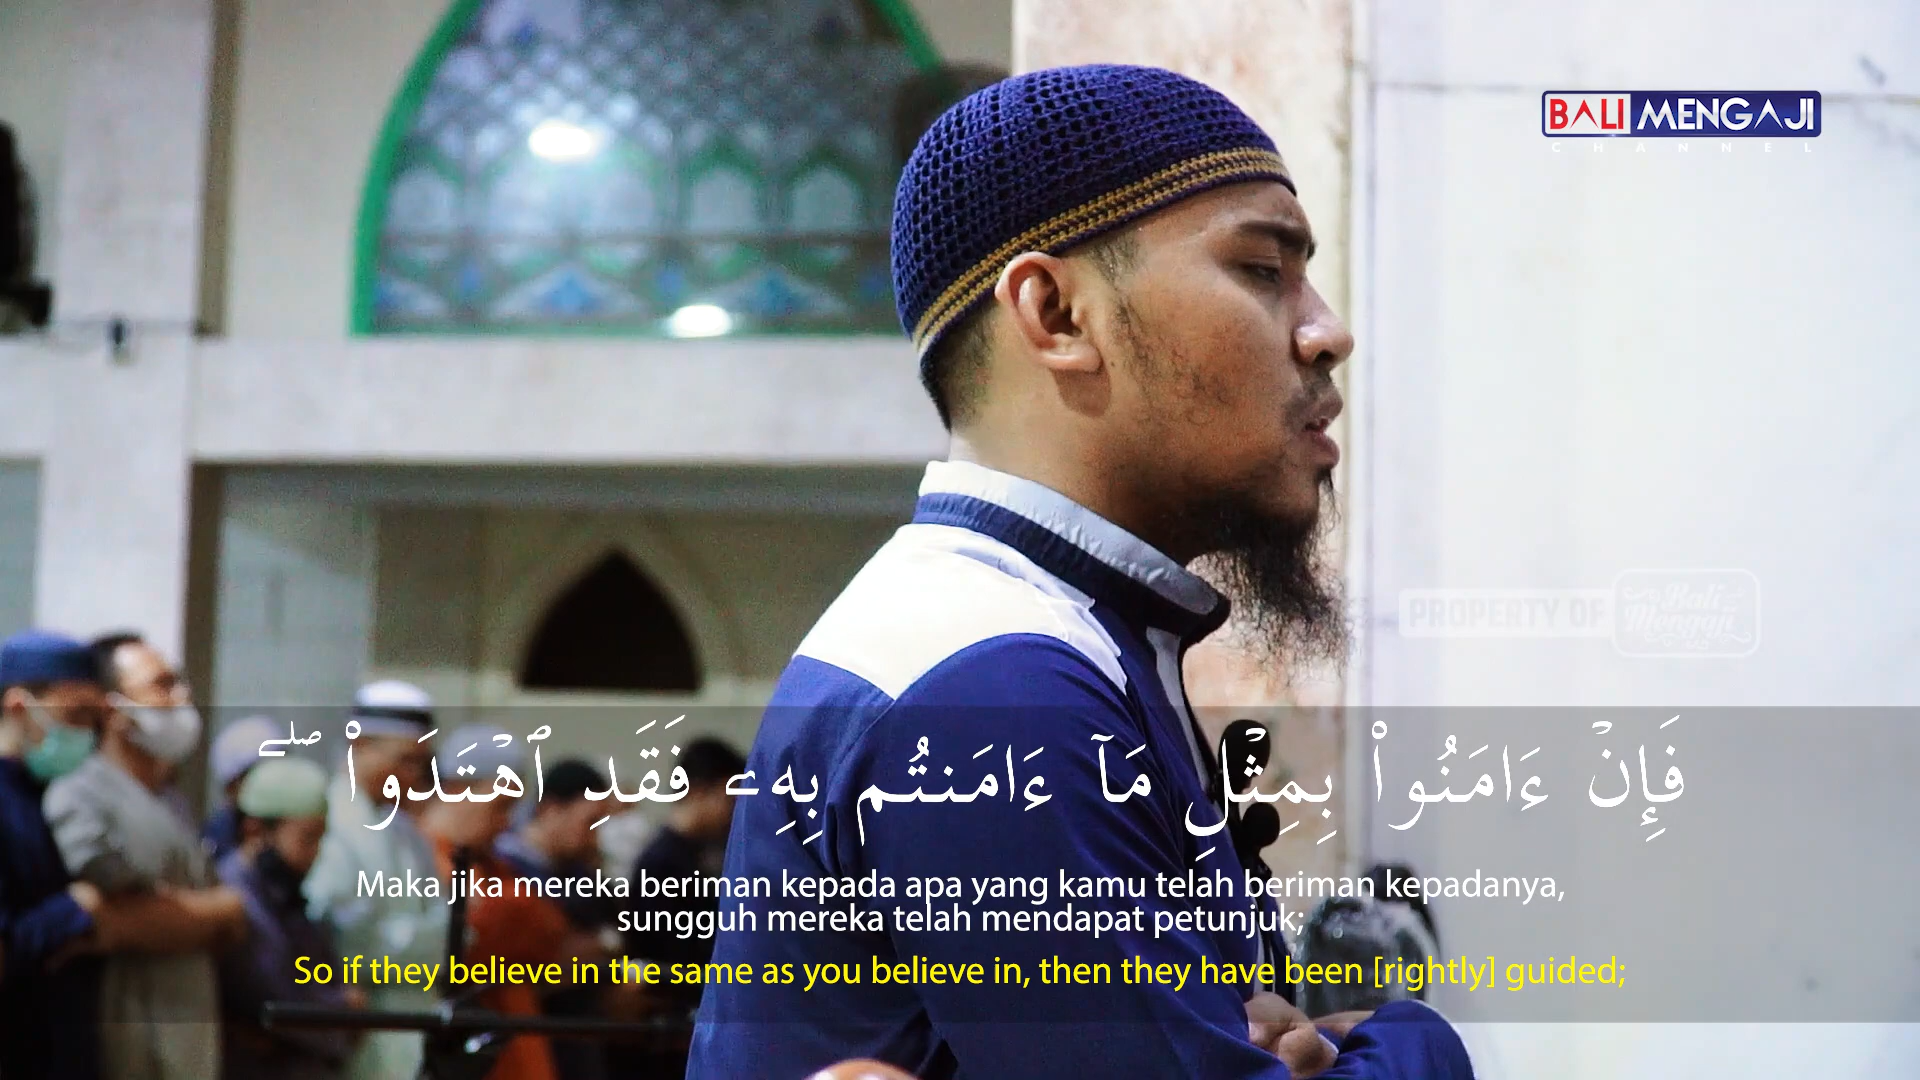 BALI MENGAJI
CHANNEL
PROPERTY OF Bali Mengaji
فَإِنْ ءَامَنُوا۟ بِمِثْلِ مَآ ءَامَنتُم بِهِۦ فَقَدِ ٱهْتَدَوا۟ ۖ
Maka jika mereka beriman kepada apa yang kamu telah beriman kepadanya,
sungguh mereka telah mendapat petunjuk;
So if they believe in the same as you believe in, then they have been [rightly] guided;